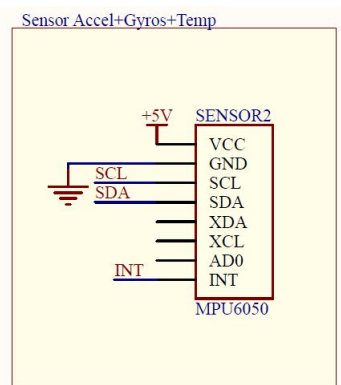 Sensor Accel+Gyros+Temp
+5V
SENSOR2
VCC
GND
SCL
SCL
SDA
SDA
XDA
XCL
AD0
INT
INT
MPU6050